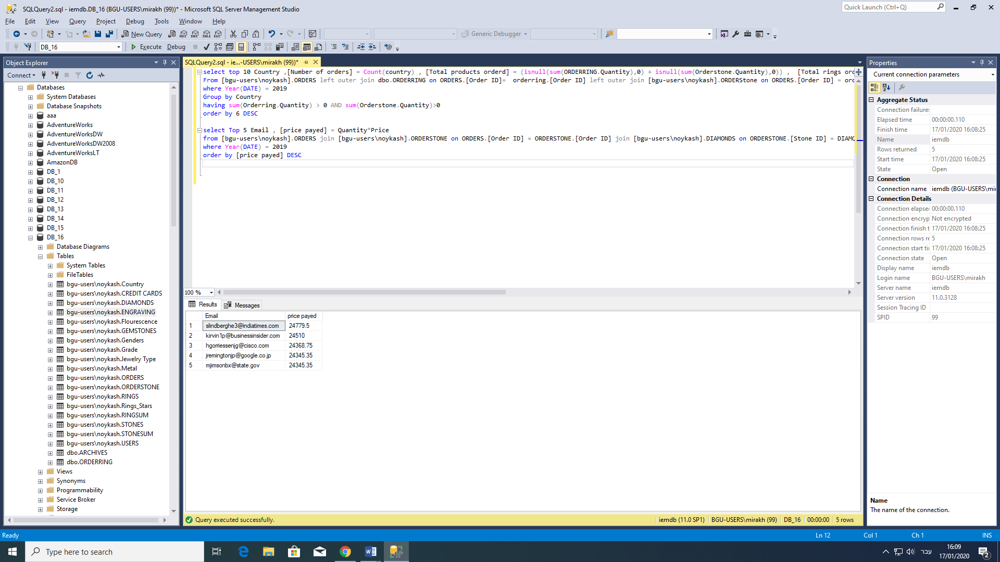 SQLQuery2.sql - iemdb.DB_16 (BGU-USERS\mirakh (99))* - Microsoft SQL Server Management Studio
Quick Launch (Ctrl+Q)
File Edit View Query Project Debug Tools Window Help
New Query
Generic Debugger
DB_16
Execute Debug
Object Explorer
Connect
Databases
System Databases
Database Snapshots
aaa
AdventureWorks
AdventureWorksDW
AdventureWorksDW2008
AdventureWorksLT
AmazonDB
DB_1
DB_10
DB_11
DB_12
DB_13
DB_14
DB_15
DB_16
Database Diagrams
Tables
System Tables
FileTables
bgu-users\noykash.Country
bgu-users\noykash.CREDIT CARDS
bgu-users\noykash.DIAMONDS
bgu-users\noykash.ENGRAVING
bgu-users\noykash.Flourescence
bgu-users\noykash.GEMSTONES
bgu-users\noykash.Genders
bgu-users\noykash.Grade
bgu-users\noykash.Jewelry Type
bgu-users\noykash.Metal
bgu-users\noykash.ORDERS
bgu-users\noykash.ORDERSTONE
bgu-users\noykash.RINGS
bgu-users\noykash.Rings_Stars
bgu-users\noykash.RINGSUM
bgu-users\noykash.STONES
bgu-users\noykash.STONESUM
bgu-users\noykash.USERS
dbo.ARCHIVES
dbo.ORDERRING
Views
Synonyms
Programmability
Service Broker
Storage
SQLQuery2.sql - ie...-USERS\mirakh (99))*
select top 10 Country ,[Number of orders] = Count(country) , [Total products orderd] = (isnull(sum(ORDERRING.Quantity),0) + isnull(sum(Orderstone.Quantity),0)) , [Total rings ord
From [bgu-users\noykash].ORDERS left outer join dbo.ORDERRING on ORDERS.[Order ID]= orderring.[Order ID] left outer join [bgu-users\noykash].ORDERStone on ORDERS.[Order ID] = ord
where Year(DATE) = 2019
Group by Country
having sum(Orderring.Quantity) > 0 AND sum(Orderstone.Quantity)>0
order by 6 DESC
select Top 5 Email , [price payed] = Quantity*Price
from [bgu-users\noykash].ORDERS join [bgu-users\noykash].ORDERSTONE on ORDERS.[Order ID] = ORDERSTONE.[Order ID] join [bgu-users\noykash].DIAMONDS on ORDERSTONE.[Stone ID] = DIAMO
where Year(DATE) = 2019
order by [price payed] DESC
100 %
Results Messages
Email price payed
1 slindberghe3@indiatimes.com 24779.5
2 kirvin1p@businessinsider.com 24510
3 hgorriessenjg@cisco.com 24368.75
4 jremingtonjp@google.co.jp 24345.35
5 mjimsonbx@state.gov 24345.35
Query executed successfully.
iemdb (11.0 SP1) BGU-USERS\mirakh (99) DB_16 00:00:00 5 rows
Properties
Current connection parameters
Aggregate Status
Connection failures
Elapsed time 00:00:00.110
Finish time 17/01/2020 16:08:25
Name iemdb
Rows returned 5
Start time 17/01/2020 16:08:25
State Open
Connection
Connection name iemdb (BGU-USERS\mir
Connection Details
Connection elapse 00:00:00.110
Connection encryp Not encrypted
Connection finish t 17/01/2020 16:08:25
Connection rows re 5
Connection start ti 17/01/2020 16:08:25
Connection state Open
Display name iemdb
Login name BGU-USERS\mirakh
Server name iemdb
Server version 11.0.3128
Session Tracing ID
SPID 99
Name
The name of the connection.
Ready Ln 12 Col 1 Ch 1 INS
Type here to search
עבר
16:09
17/01/2020
2